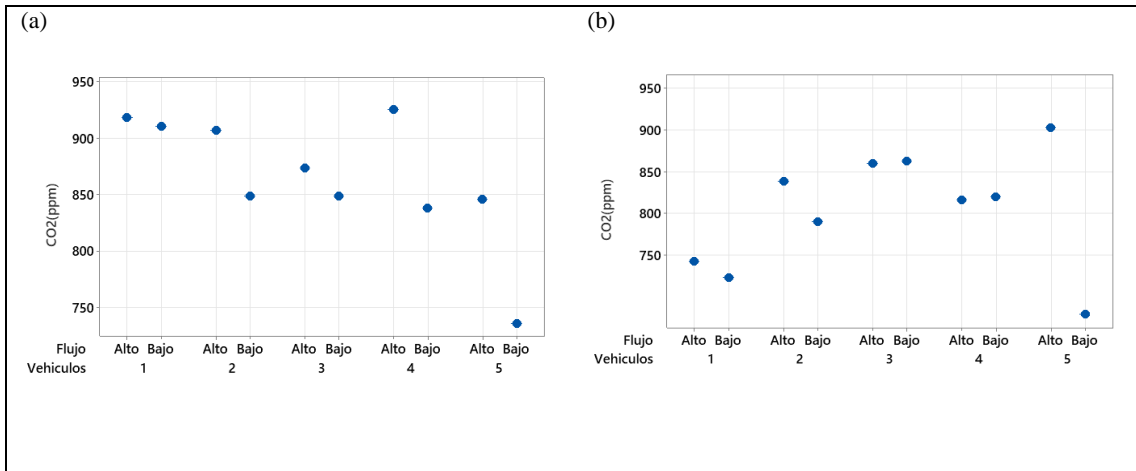 (a)
950
900
850
800
750
CO2(ppm)
Flujo Alto Bajo Alto Bajo Alto Bajo Alto Bajo Alto Bajo
Vehiculos 1 2 3 4 5
(b)
950
900
850
800
750
CO2(ppm)
Flujo Alto Bajo Alto Bajo Alto Bajo Alto Bajo Alto Bajo
Vehiculos 1 2 3 4 5